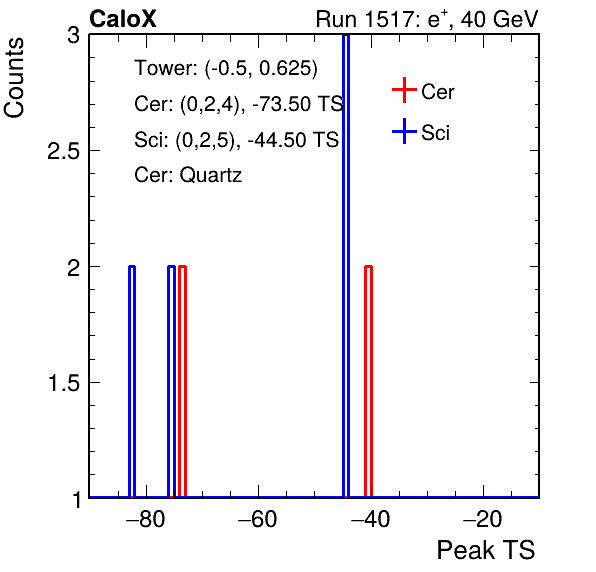 CaloX Run 1517: e⁺, 40 GeV
Counts
3
2.5
2
1.5
1
Tower: (-0.5, 0.625)
Cer: (0,2,4), -73.50 TS
Sci: (0,2,5), -44.50 TS
Cer: Quartz
Cer
Sci
−80 −60 −40 −20
Peak TS